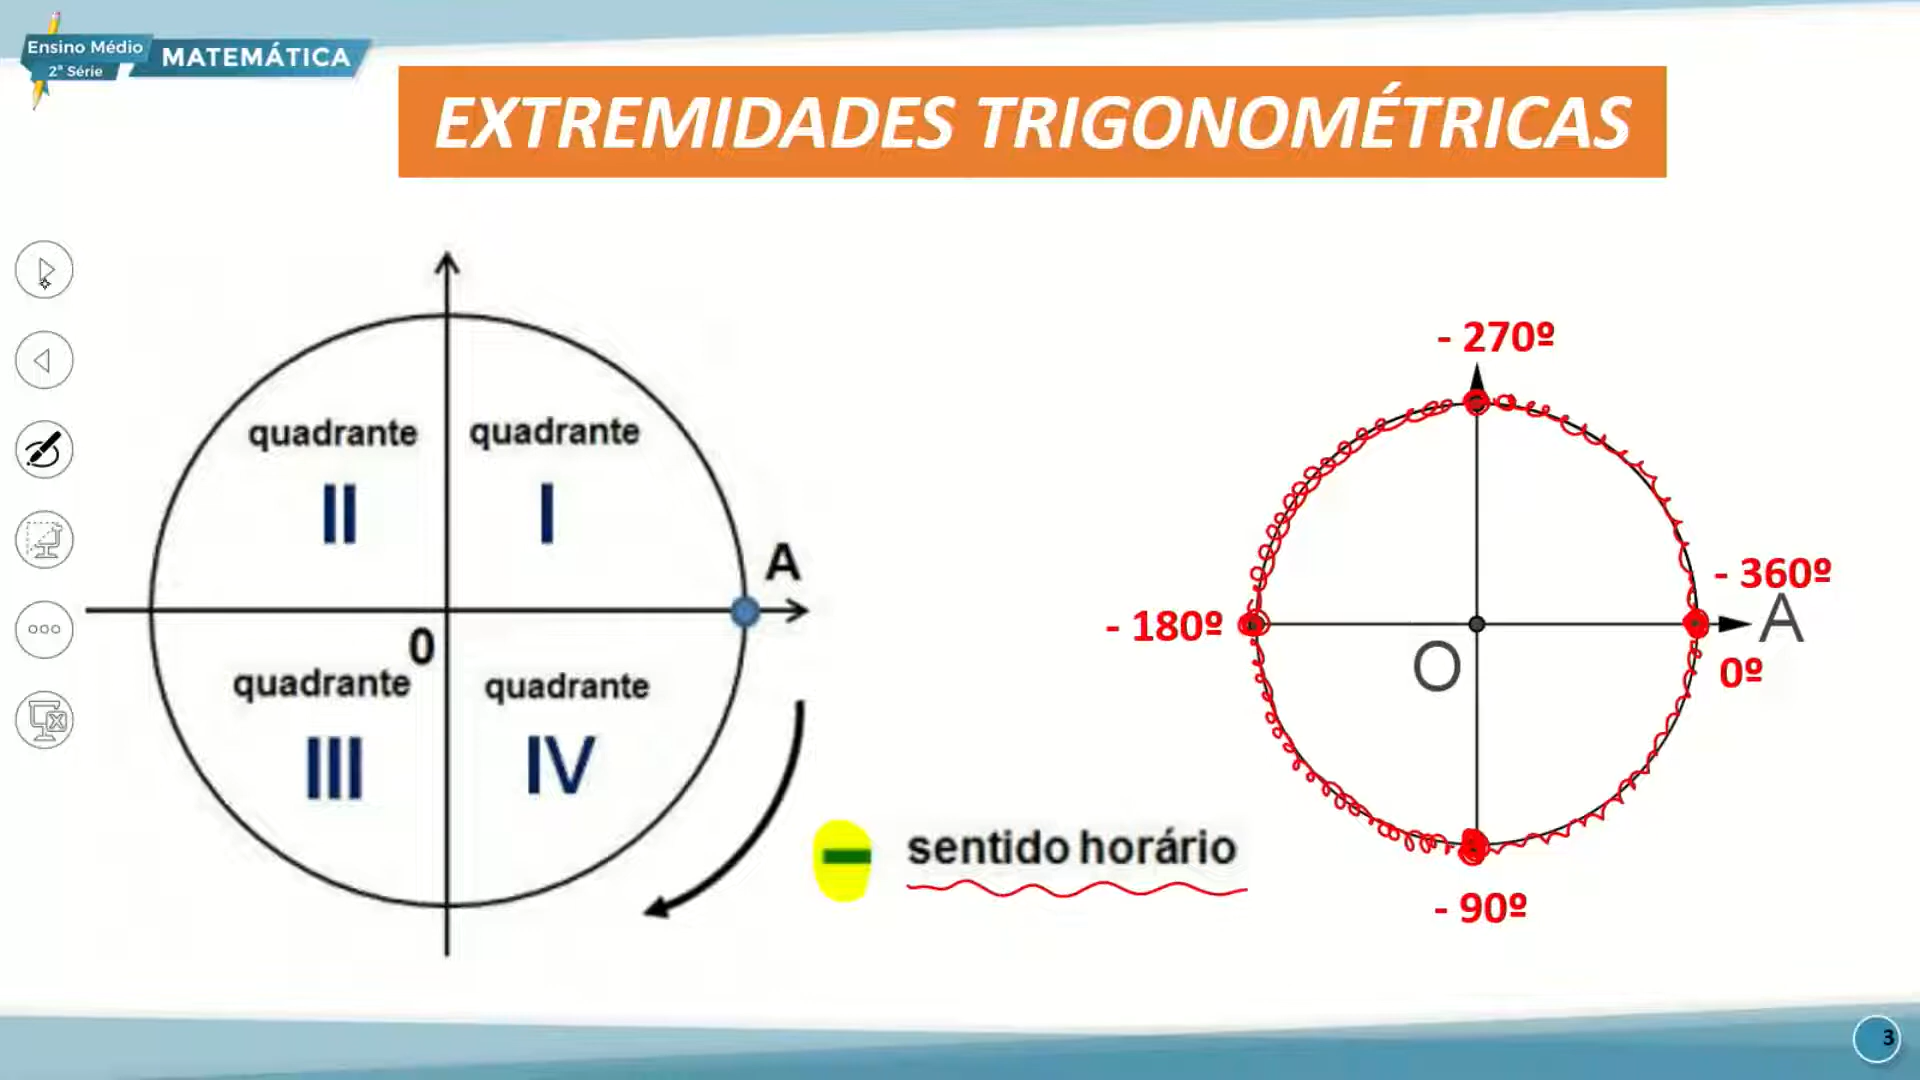 Ensino Médio
2ª Série
MATEMÁTICA
EXTREMIDADES TRIGONOMÉTRICAS
quadrante
II
quadrante
I
A
0
quadrante
III
quadrante
IV
sentido horário
- 270º
- 360º
A
- 180º
O
0º
- 90º
3